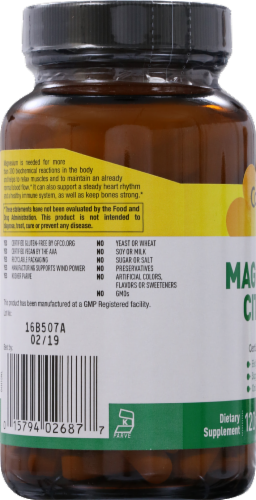 Magnesium is needed for more
than 300 biochemical reactions in the body
to relax muscles and to maintain an already
flow.* It can also support a steady heart rhythm
and a healthy immune system, as well as keep bones strong.*
* These statements have not been evaluated by the Food and
Drug Administration. This product is not intended to
diagnose, treat, cure or prevent any disease.
YES CERTIFIED GLUTEN-FREE BY GFCO.ORG
YES CERTIFIED VEGAN BY THE AVA
YES RECYCLABLE PACKAGING
YES MANUFACTURING SUPPORTS WIND POWER
YES KOSHER PARVE
NO YEAST OR WHEAT
NO SOY OR MILK
NO SUGAR OR SALT
NO PRESERVATIVES
NO ARTIFICIAL COLORS,
FLAVORS OR SWEETENERS
NO GMOs
This product has been manufactured at a GMP Registered facility.
16B507A
02/19
0 15794 02687 7
K
PARVE
MAG
CIT
Dietary
Supplement
120